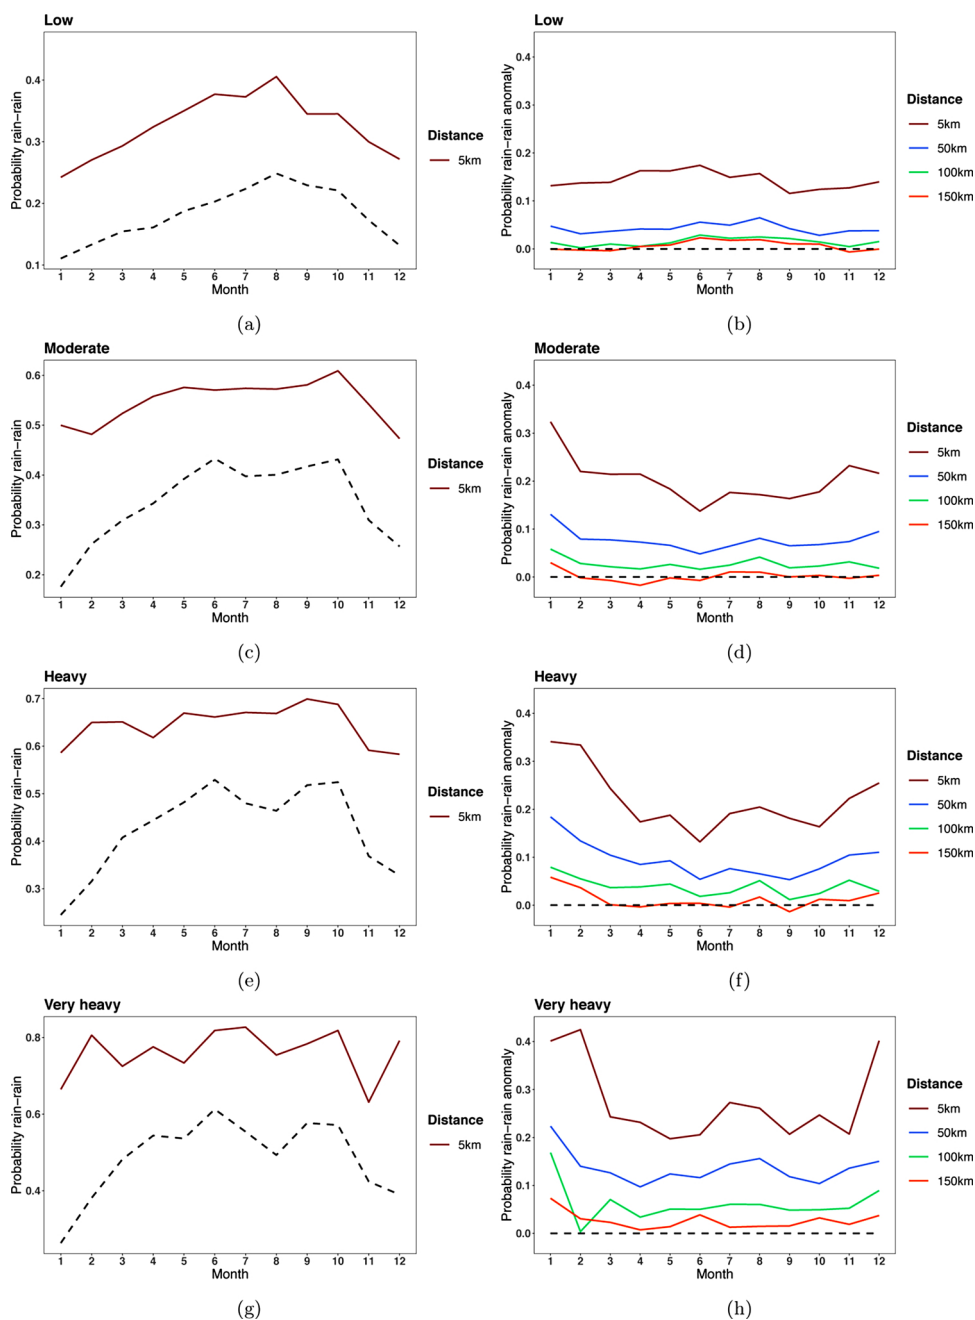 Low
Probability rain-rain
0.4
0.3
0.2
0.1
1 2 3 4 5 6 7 8 9 10 11 12
Month
Distance
5km
(a)
Low
Probability rain-rain anomaly
0.4
0.3
0.2
0.1
0.0
1 2 3 4 5 6 7 8 9 10 11 12
Month
Distance
5km
50km
100km
150km
(b)
Moderate
Probability rain-rain
0.6
0.5
0.4
0.3
0.2
1 2 3 4 5 6 7 8 9 10 11 12
Month
Distance
5km
(c)
Moderate
Probability rain-rain anomaly
0.4
0.3
0.2
0.1
0.0
1 2 3 4 5 6 7 8 9 10 11 12
Month
Distance
5km
50km
100km
150km
(d)
Heavy
Probability rain-rain
0.7
0.6
0.5
0.4
0.3
1 2 3 4 5 6 7 8 9 10 11 12
Month
Distance
5km
(e)
Heavy
Probability rain-rain anomaly
0.4
0.3
0.2
0.1
0.0
1 2 3 4 5 6 7 8 9 10 11 12
Month
Distance
5km
50km
100km
150km
(f)
Very heavy
Probability rain-rain
0.8
0.6
0.4
1 2 3 4 5 6 7 8 9 10 11 12
Month
Distance
5km
(g)
Very heavy
Probability rain-rain anomaly
0.4
0.3
0.2
0.1
0.0
1 2 3 4 5 6 7 8 9 10 11 12
Month
Distance
5km
50km
100km
150km
(h)